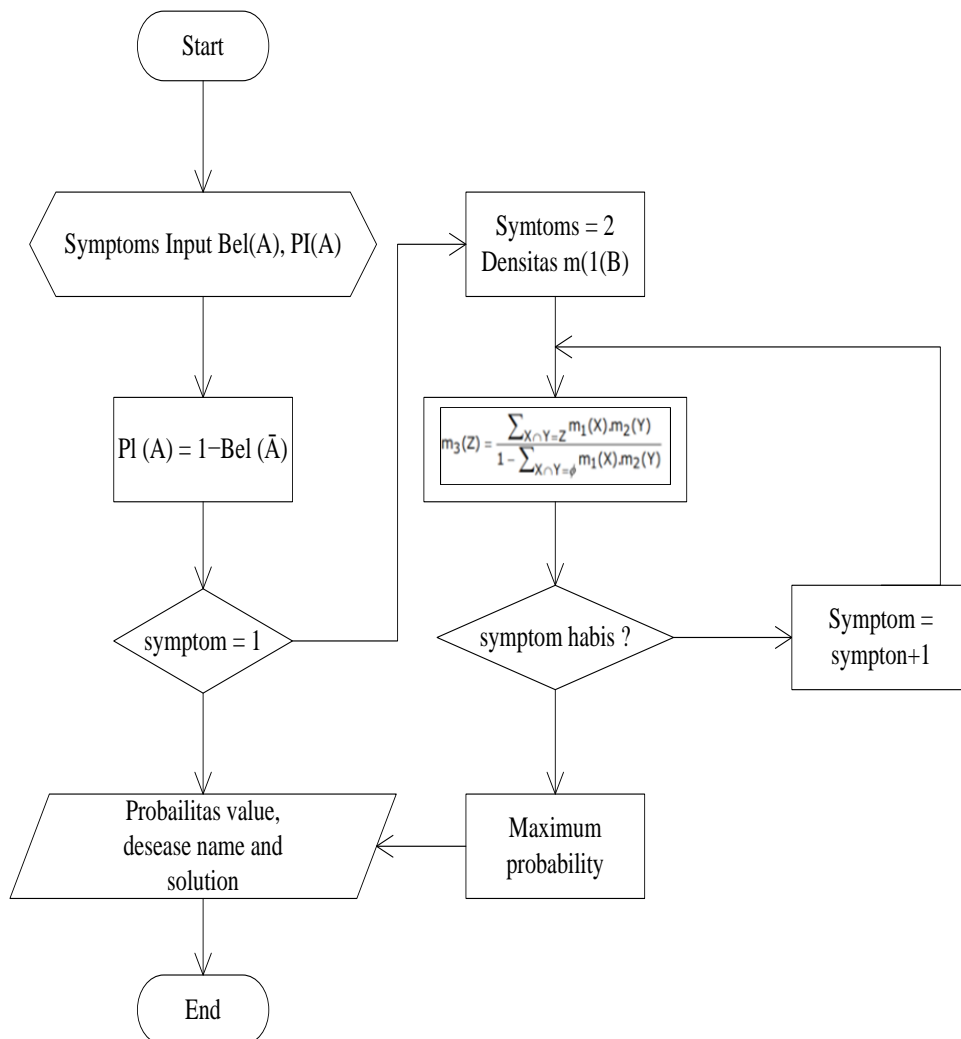 Start
Symptoms Input Bel(A), PI(A)
Pl (A) = 1−Bel (Ā)
symptom = 1
Probailitas value,
desease name and
solution
End
Symtoms = 2
Densitas m(1(B)
m₃(Z) = \frac{∑_{X∩Y=Z} m₁(X).m₂(Y)}{1 - ∑_{X∩Y=ϕ} m₁(X).m₂(Y)}
symptom habis ?
Symptom =
sympton+1
Maximum
probability